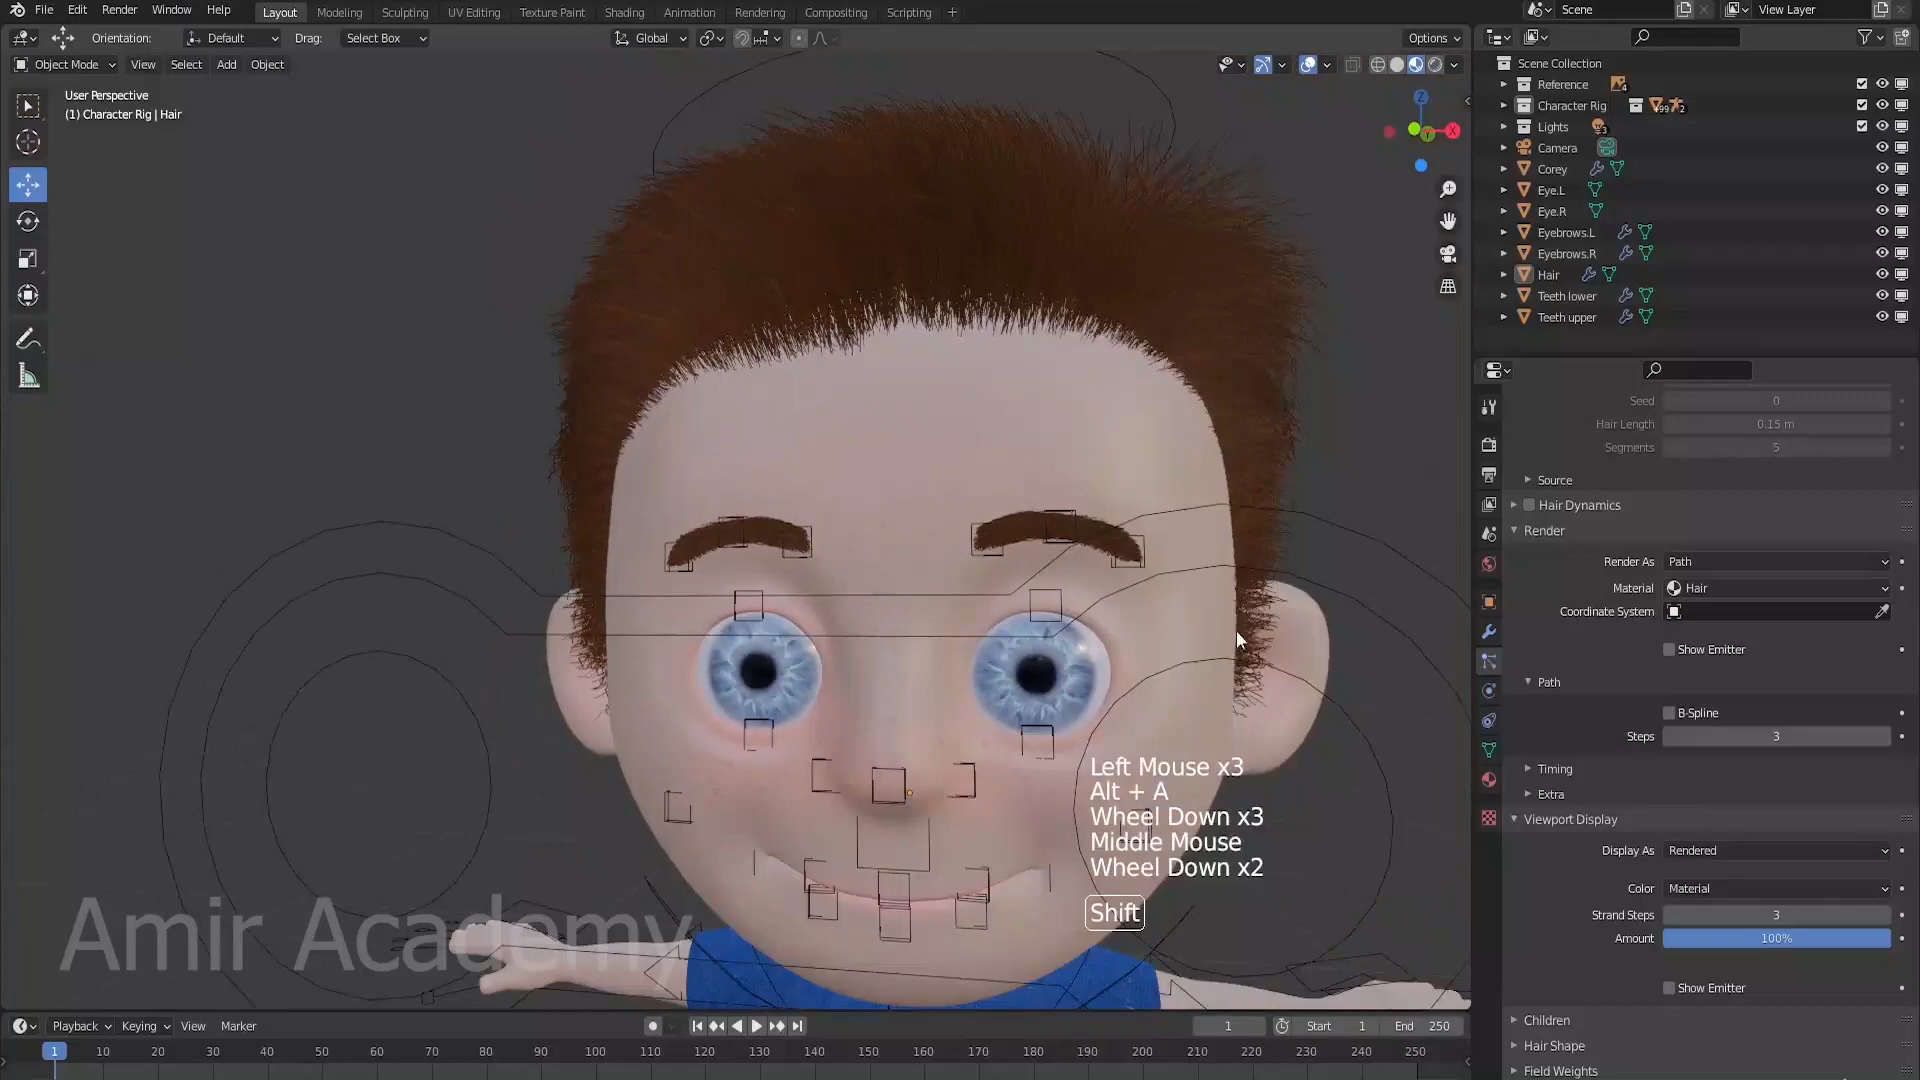 File Edit Render Window Help Layout Modeling Sculpting UV Editing Texture Paint Shading Animation Rendering Compositing Scripting + Scene View Layer
Orientation: Default Drag: Select Box Global Options
Object Mode View Select Add Object
User Perspective
(1) Character Rig | Hair
Z
X
Y
Scene Collection
Reference 4
Character Rig 99 2
Lights 3
Camera
Corey
Eye.L
Eye.R
Eyebrows.L
Eyebrows.R
Hair
Teeth lower
Teeth upper
Seed 0
Hair Length 0.15 m
Segments 5
Source
Hair Dynamics
Render
Render As Path
Material Hair
Coordinate System
Show Emitter
Path
B-Spline
Steps 3
Timing
Extra
Viewport Display
Display As Rendered
Color Material
Strand Steps 3
Amount 100%
Show Emitter
Children
Hair Shape
Field Weights
Left Mouse x3
Alt + A
Wheel Down x3
Middle Mouse
Wheel Down x2
Shift
Amir Academy
Playback Keying View Marker 1 Start 1 End 250
1 10 20 30 40 50 60 70 80 90 100 110 120 130 140 150 160 170 180 190 200 210 220 230 240 250